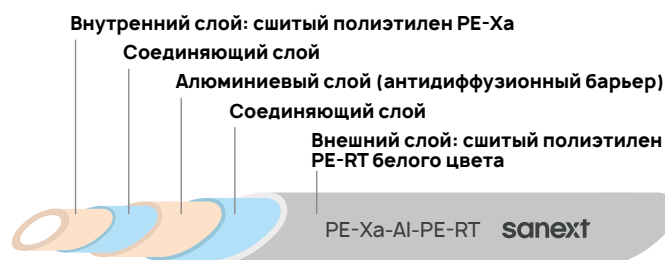 Внутренний слой: сшитый полиэтилен PE-Xa
Соединяющий слой
Алюминиевый слой (антидиффузионный барьер)
Соединяющий слой
Внешний слой: сшитый полиэтилен
PE-RT белого цвета
PE-Xa-Al-PE-RT sanext